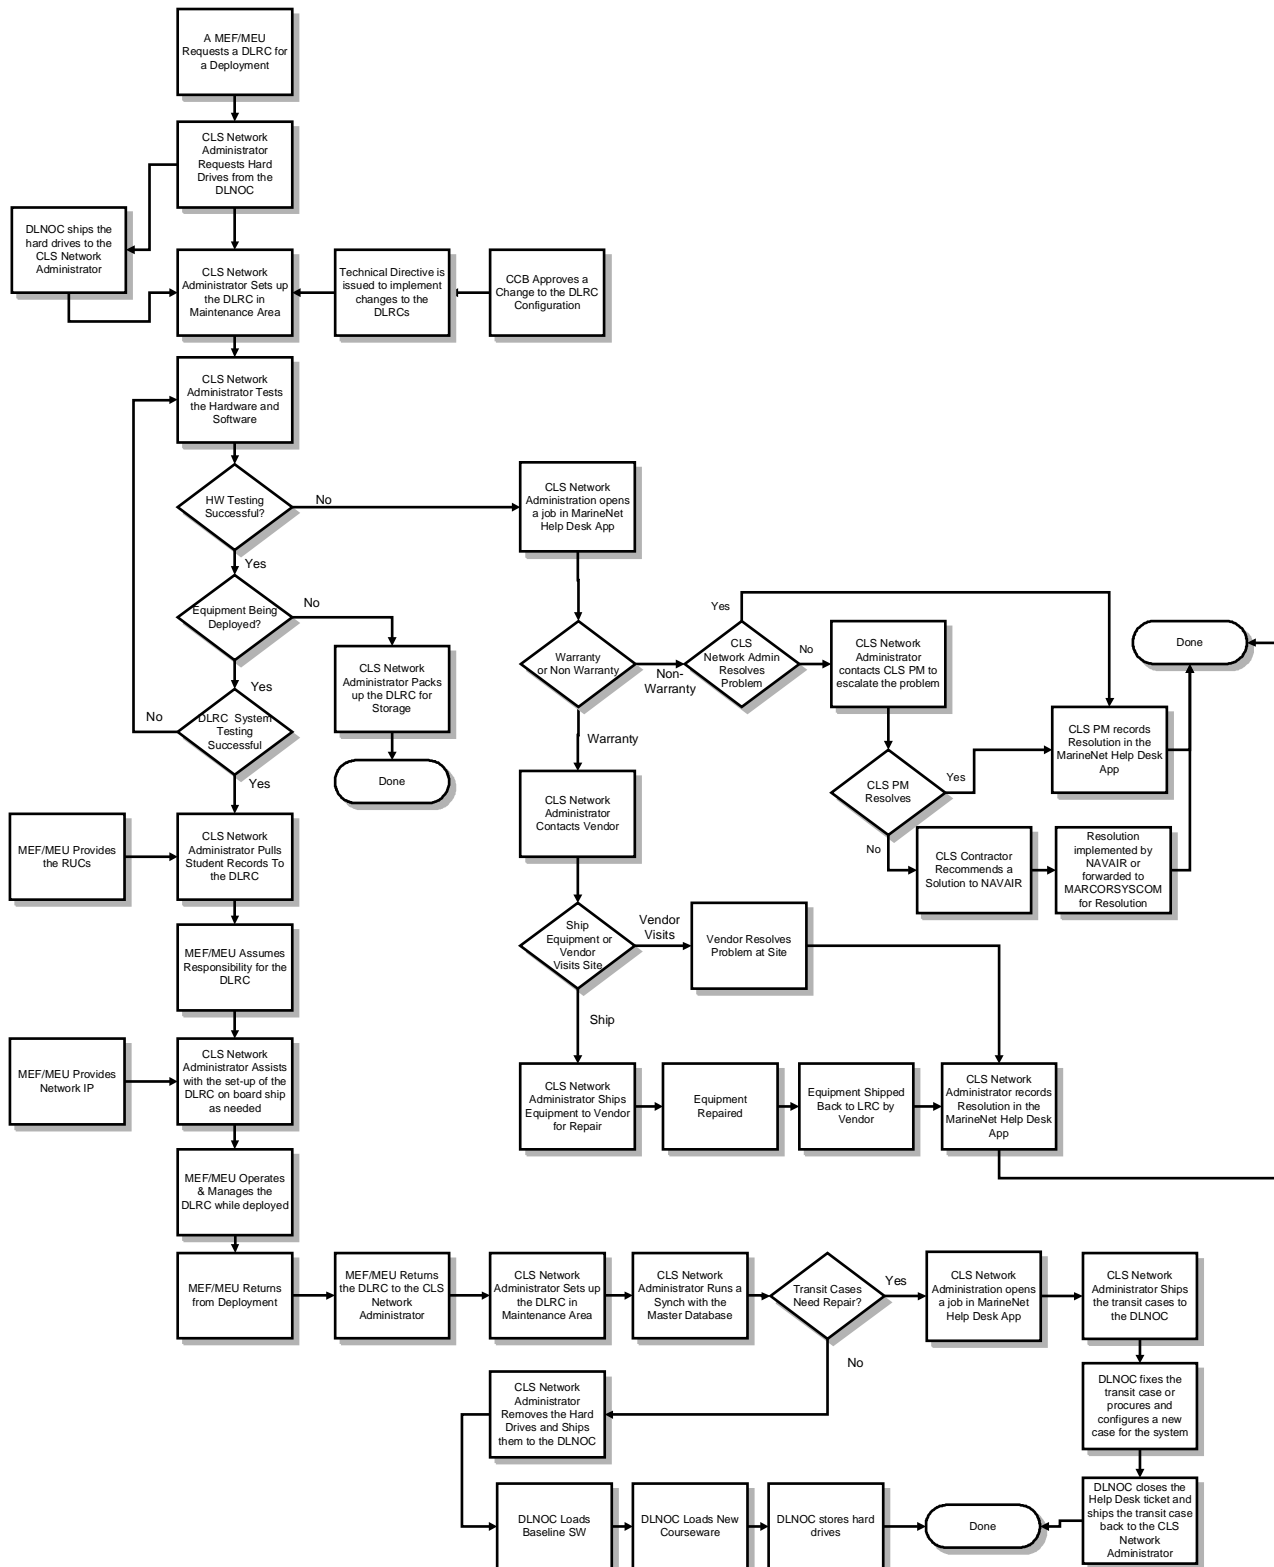 A MEF/MEU
Requests a DLRC for
a Deployment
CLS Network
Administrator
Requests Hard
Drives from the
DLNOC
DLNOC ships the
hard drives to the
CLS Network
Administrator
CLS Network
Administrator Sets up
the DLRC in
Maintenance Area
Technical Directive is
issued to implement
changes to the
DLRCs
CCB Approves a
Change to the DLRC
Configuration
CLS Network
Administrator Tests
the Hardware and
Software
HW Testing
Successful?
No
Yes
CLS Network
Administration opens
a job in MarineNet
Help Desk App
Equipment Being
Deployed?
No
Yes
CLS Network
Administrator Packs
up the DLRC for
Storage
Done
DLRC  System
Testing
Successful
No
Yes
Warranty
or Non Warranty
Non-
Warranty
Warranty
CLS
Network Admin
Resolves
Problem
Yes
No
CLS Network
Administrator
contacts CLS PM to
escalate the problem
Done
CLS PM
Resolves
Yes
No
CLS PM records
Resolution in the
MarineNet Help Desk
App
CLS Contractor
Recommends a
Solution to NAVAIR
Resolution
implemented by
NAVAIR or
forwarded to
MARCORSYSCOM
for Resolution
CLS Network
Administrator
Contacts Vendor
MEF/MEU Provides
the RUCs
CLS Network
Administrator Pulls
Student Records To
the DLRC
Ship
Equipment or
Vendor
Visits Site
Vendor
Visits
Ship
Vendor Resolves
Problem at Site
MEF/MEU Assumes
Responsibility for the
DLRC
MEF/MEU Provides
Network IP
CLS Network
Administrator Assists
with the set-up of the
DLRC on board ship
as needed
CLS Network
Administrator Ships
Equipment to Vendor
for Repair
Equipment
Repaired
Equipment Shipped
Back to LRC by
Vendor
CLS Network
Administrator records
Resolution in the
MarineNet Help Desk
App
MEF/MEU Operates
& Manages the
DLRC while deployed
MEF/MEU Returns
from Deployment
MEF/MEU Returns
the DLRC to the CLS
Network
Administrator
CLS Network
Administrator Sets up
the DLRC in
Maintenance Area
CLS Network
Administrator Runs a
Synch with the
Master Database
Transit Cases
Need Repair?
Yes
No
CLS Network
Administration opens
a job in MarineNet
Help Desk App
CLS Network
Administrator Ships
the transit cases to
the DLNOC
CLS Network
Administrator
Removes the Hard
Drives and Ships
them to the DLNOC
DLNOC fixes the
transit case or
procures and
configures a new
case for the system
DLNOC Loads
Baseline SW
DLNOC Loads New
Courseware
DLNOC stores hard
drives
Done
DLNOC closes the
Help Desk ticket and
ships the transit case
back to the CLS
Network
Administrator